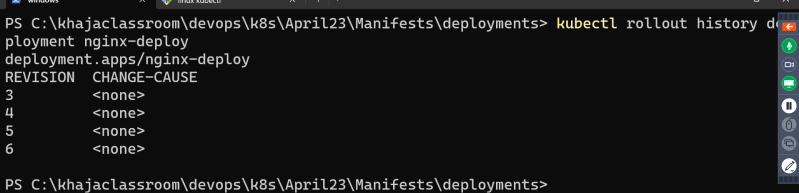 windows
linux kubectl
PS C:\khajaclassroom\devops\k8s\April23\Manifests\deployments> kubectl rollout history de
ployment nginx-deploy
deployment.apps/nginx-deploy
REVISION  CHANGE-CAUSE
3         <none>
4         <none>
5         <none>
6         <none>
PS C:\khajaclassroom\devops\k8s\April23\Manifests\deployments>